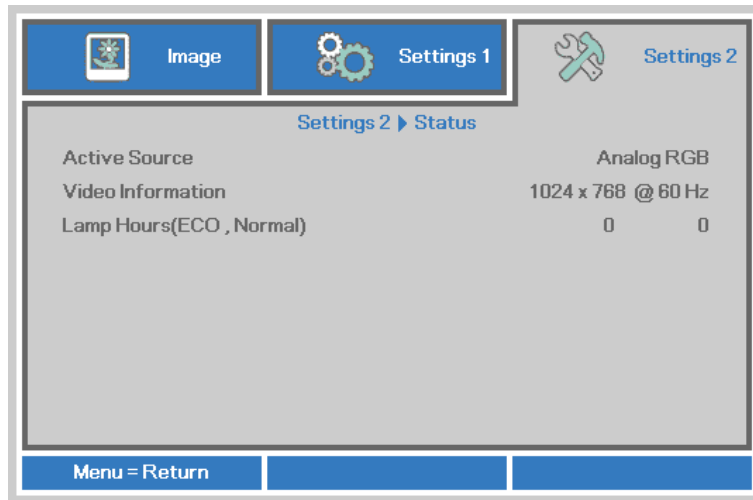 Image Settings 1 Settings 2
Settings 2 ▶ Status
Active Source Analog RGB
Video Information 1024 x 768 @ 60 Hz
Lamp Hours(ECO , Normal) 0 0
Menu = Return